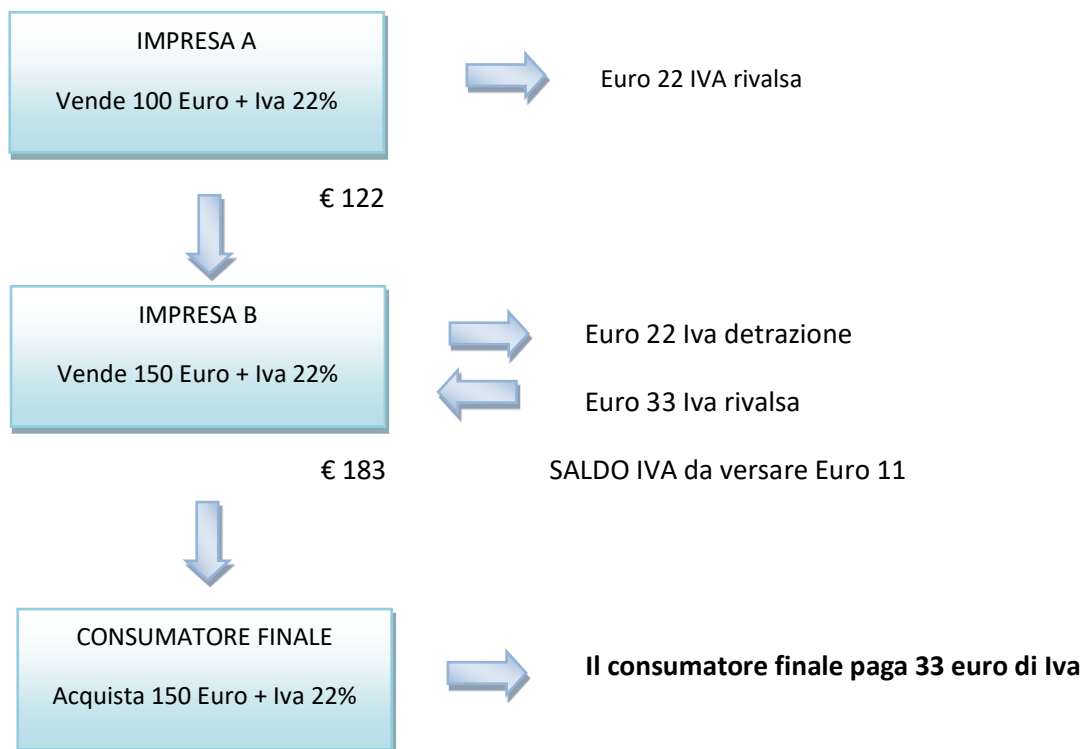 IMPRESA A
Vende 100 Euro + Iva 22%
Euro 22 IVA rivalsa
€ 122
IMPRESA B
Vende 150 Euro + Iva 22%
Euro 22 Iva detrazione
Euro 33 Iva rivalsa
€ 183
SALDO IVA da versare Euro 11
CONSUMATORE FINALE
Acquista 150 Euro + Iva 22%
Il consumatore finale paga 33 euro di Iva